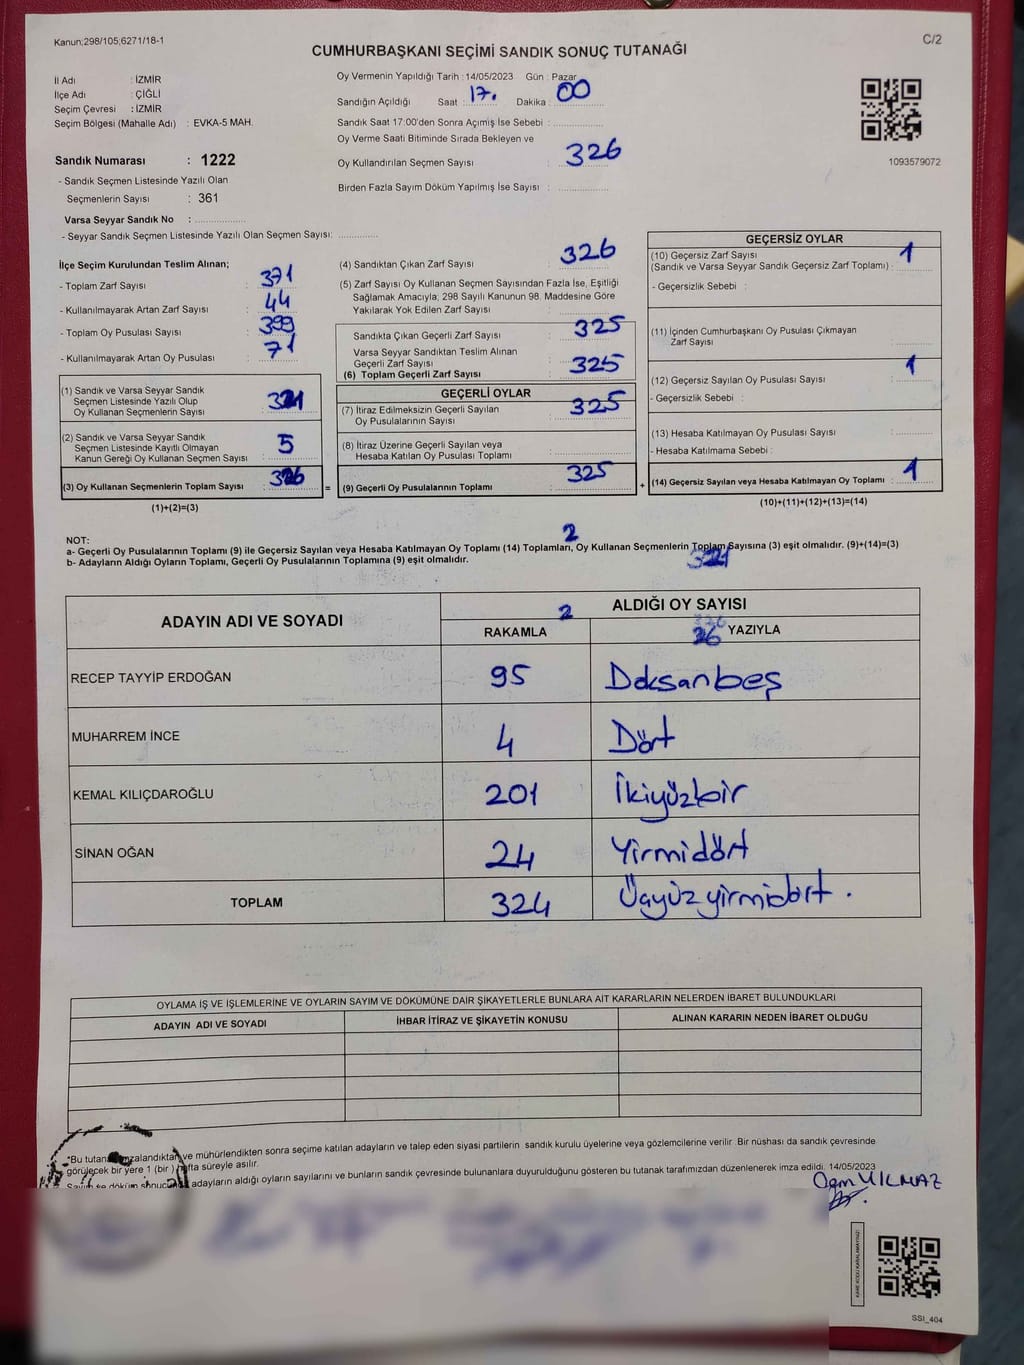 Kanun;298/105;6271/18-1
C/2
CUMHURBAŞKANI SEÇİMİ SANDIK SONUÇ TUTANAĞI
İl Adı : İZMİR
İlçe Adı : ÇİĞLİ
Seçim Çevresi : İZMİR
Seçim Bölgesi (Mahalle Adı) : EVKA-5 MAH.
Sandık Numarası : 1222
- Sandık Seçmen Listesinde Yazılı Olan
Seçmenlerin Sayısı : 361
Varsa Seyyar Sandık No : ....................
- Seyyar Sandık Seçmen Listesinde Yazılı Olan Seçmen Sayısı: ...............
Oy Vermenin Yapıldığı Tarih :14/05/2023 Gün : Pazar
Sandığın Açıldığı Saat : 17. Dakika : 00
Sandık Saat 17:00'den Sonra Açımış İse Sebebi : ....................
Oy Verme Saati Bitiminde Sırada Bekleyen ve
Oy Kullandırılan Seçmen Sayısı : 326
Birden Fazla Sayım Döküm Yapılmış İse Sayısı : ....................
1093579072
İlçe Seçim Kurulundan Teslim Alınan;
- Toplam Zarf Sayısı : 371
- Kullanılmayarak Artan Zarf Sayısı : 44
- Toplam Oy Pusulası Sayısı : 399
- Kullanılmayarak Artan Oy Pusulası : 71
(1) Sandık ve Varsa Seyyar Sandık
Seçmen Listesinde Yazılı Olup
Oy Kullanan Seçmenlerin Sayısı : 321
(2) Sandık ve Varsa Seyyar Sandık
Seçmen Listesinde Kayıtlı Olmayan
Kanun Gereği Oy Kullanan Seçmen Sayısı : 5
(3) Oy Kullanan Seçmenlerin Toplam Sayısı : 326
(1)+(2)=(3)
(4) Sandıktan Çıkan Zarf Sayısı : 326
(5) Zarf Sayısı Oy Kullanan Seçmen Sayısından Fazla İse, Eşitliği
Sağlamak Amacıyla; 298 Sayılı Kanunun 98. Maddesine Göre
Yakılarak Yok Edilen Zarf Sayısı : ....................
Sandıkta Çıkan Geçerli Zarf Sayısı : 325
Varsa Seyyar Sandıktan Teslim Alınan
Geçerli Zarf Sayısı :
(6) Toplam Geçerli Zarf Sayısı : 325
GEÇERLİ OYLAR
(7) İtiraz Edilmeksizin Geçerli Sayılan
Oy Pusulalarının Sayısı : 325
(8) İtiraz Üzerine Geçerli Sayılan veya
Hesaba Katılan Oy Pusulası Toplamı : ....................
= (9) Geçerli Oy Pusulalarının Toplamı : 325 +
GEÇERSİZ OYLAR
(10) Geçersiz Zarf Sayısı
(Sandık ve Varsa Seyyar Sandık Geçersiz Zarf Toplamı) : 1
- Geçersizlik Sebebi :
(11) İçinden Cumhurbaşkanı Oy Pusulası Çıkmayan
Zarf Sayısı : ..........
(12) Geçersiz Sayılan Oy Pusulası Sayısı : 1
- Geçersizlik Sebebi :
(13) Hesaba Katılmayan Oy Pusulası Sayısı : ..........
- Hesaba Katılmama Sebebi :
(14) Geçersiz Sayılan veya Hesaba Katılmayan Oy Toplamı : 1
(10)+(11)+(12)+(13)=(14)
NOT:
2
a- Geçerli Oy Pusulalarının Toplamı (9) ile Geçersiz Sayılan veya Hesaba Katılmayan Oy Toplamı (14) Toplamları, Oy Kullanan Seçmenlerin Toplam Sayısına (3) eşit olmalıdır. (9)+(14)=(3)
b- Adayların Aldığı Oyların Toplamı, Geçerli Oy Pusulalarının Toplamına (9) eşit olmalıdır.
321
ADAYIN ADI VE SOYADI
ALDIĞI OY SAYISI
2
RAKAMLA
326
YAZIYLA
RECEP TAYYİP ERDOĞAN 95 Doksanbeş
MUHARREM İNCE 4 Dört
KEMAL KILIÇDAROĞLU 201 İkiyüzbir
SİNAN OĞAN 24 Yirmidört
TOPLAM 324 Üçyüzyirmidört.
OYLAMA İŞ VE İŞLEMLERİNE VE OYLARIN SAYIM VE DÖKÜMÜNE DAİR ŞİKAYETLERLE BUNLARA AİT KARARLARIN NELERDEN İBARET BULUNDUKLARI
ADAYIN ADI VE SOYADI
İHBAR İTİRAZ VE ŞİKAYETİN KONUSU
ALINAN KARARIN NEDEN İBARET OLDUĞU
*Bu tutanak imzalandıktan ve mühürlendikten sonra seçime katılan adayların ve talep eden siyasi partilerin sandık kurulu üyelerine veya gözlemcilerine verilir. Bir nüshası da sandık çevresinde
görülecek bir yere 1 (bir) hafta süreyle asılır.
Sayım ve döküm sonucunda adayların aldığı oyların sayılarını ve bunların sandık çevresinde bulunanlara duyurulduğunu gösteren bu tutanak tarafımızdan düzenlenerek imza edildi. 14/05/2023
YILMAZ
KARE KODU KARALAMAYINIZ!
SSI_404